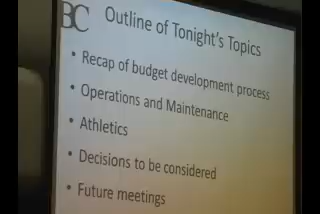 BC
Outline of Tonight's Topics
• Recap of budget development process
• Operations and Maintenance
• Athletics
• Decisions to be considered
• Future meetings